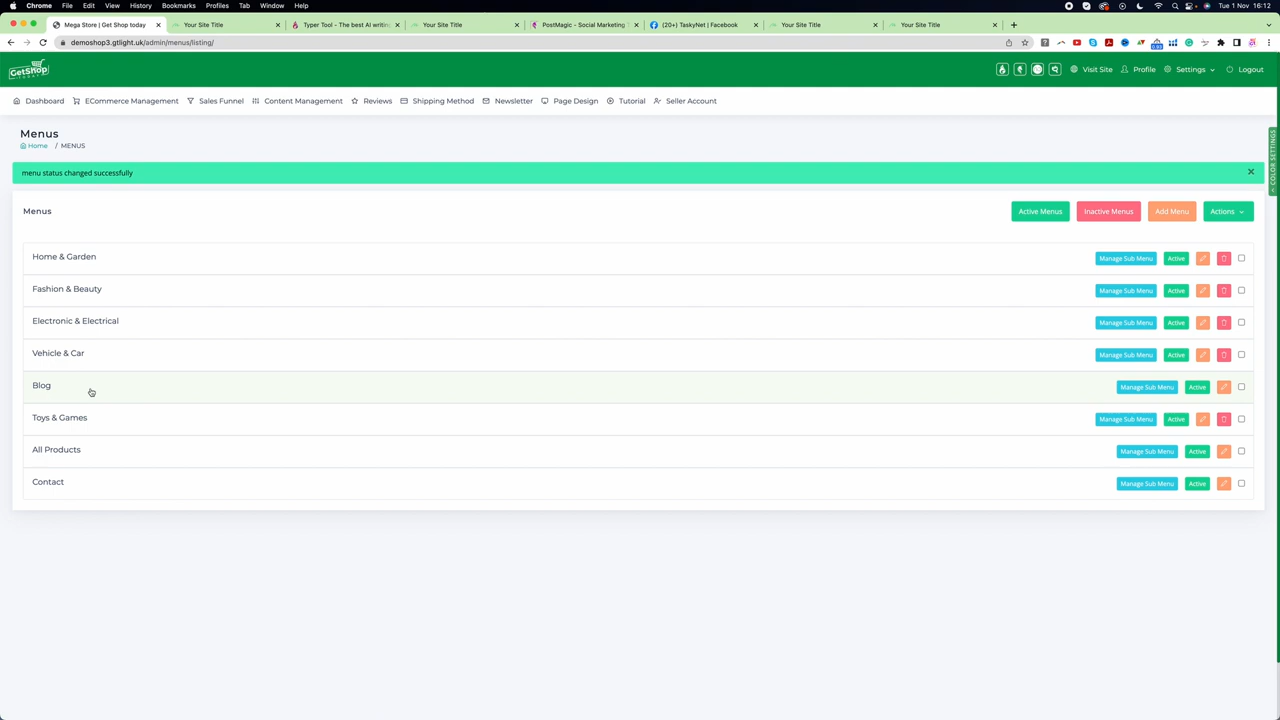 Chrome File Edit View History Bookmarks Profiles Tab Window Help Tue 1 Nov 16:12
Mega Store | Get Shop today Your Site Title Typer Tool - The best AI writin Your Site Title PostMagic - Social Marketing (20+) TaskyNet | Facebook Your Site Title Your Site Title
demoshop3.gtlight.uk/admin/menus/listing/
GetShop Visit Site Profile Settings Logout
Dashboard ECommerce Management Sales Funnel Content Management Reviews Shipping Method Newsletter Page Design Tutorial Seller Account
Menus
Home / MENUS
COLOR SETTINGS
menu status changed successfully
Menus Active Menus Inactive Menus Add Menu Actions
Home & Garden Manage Sub Menu Active
Fashion & Beauty Manage Sub Menu Active
Electronic & Electrical Manage Sub Menu Active
Vehicle & Car Manage Sub Menu Active
Blog Manage Sub Menu Active
Toys & Games Manage Sub Menu Active
All Products Manage Sub Menu Active
Contact Manage Sub Menu Active